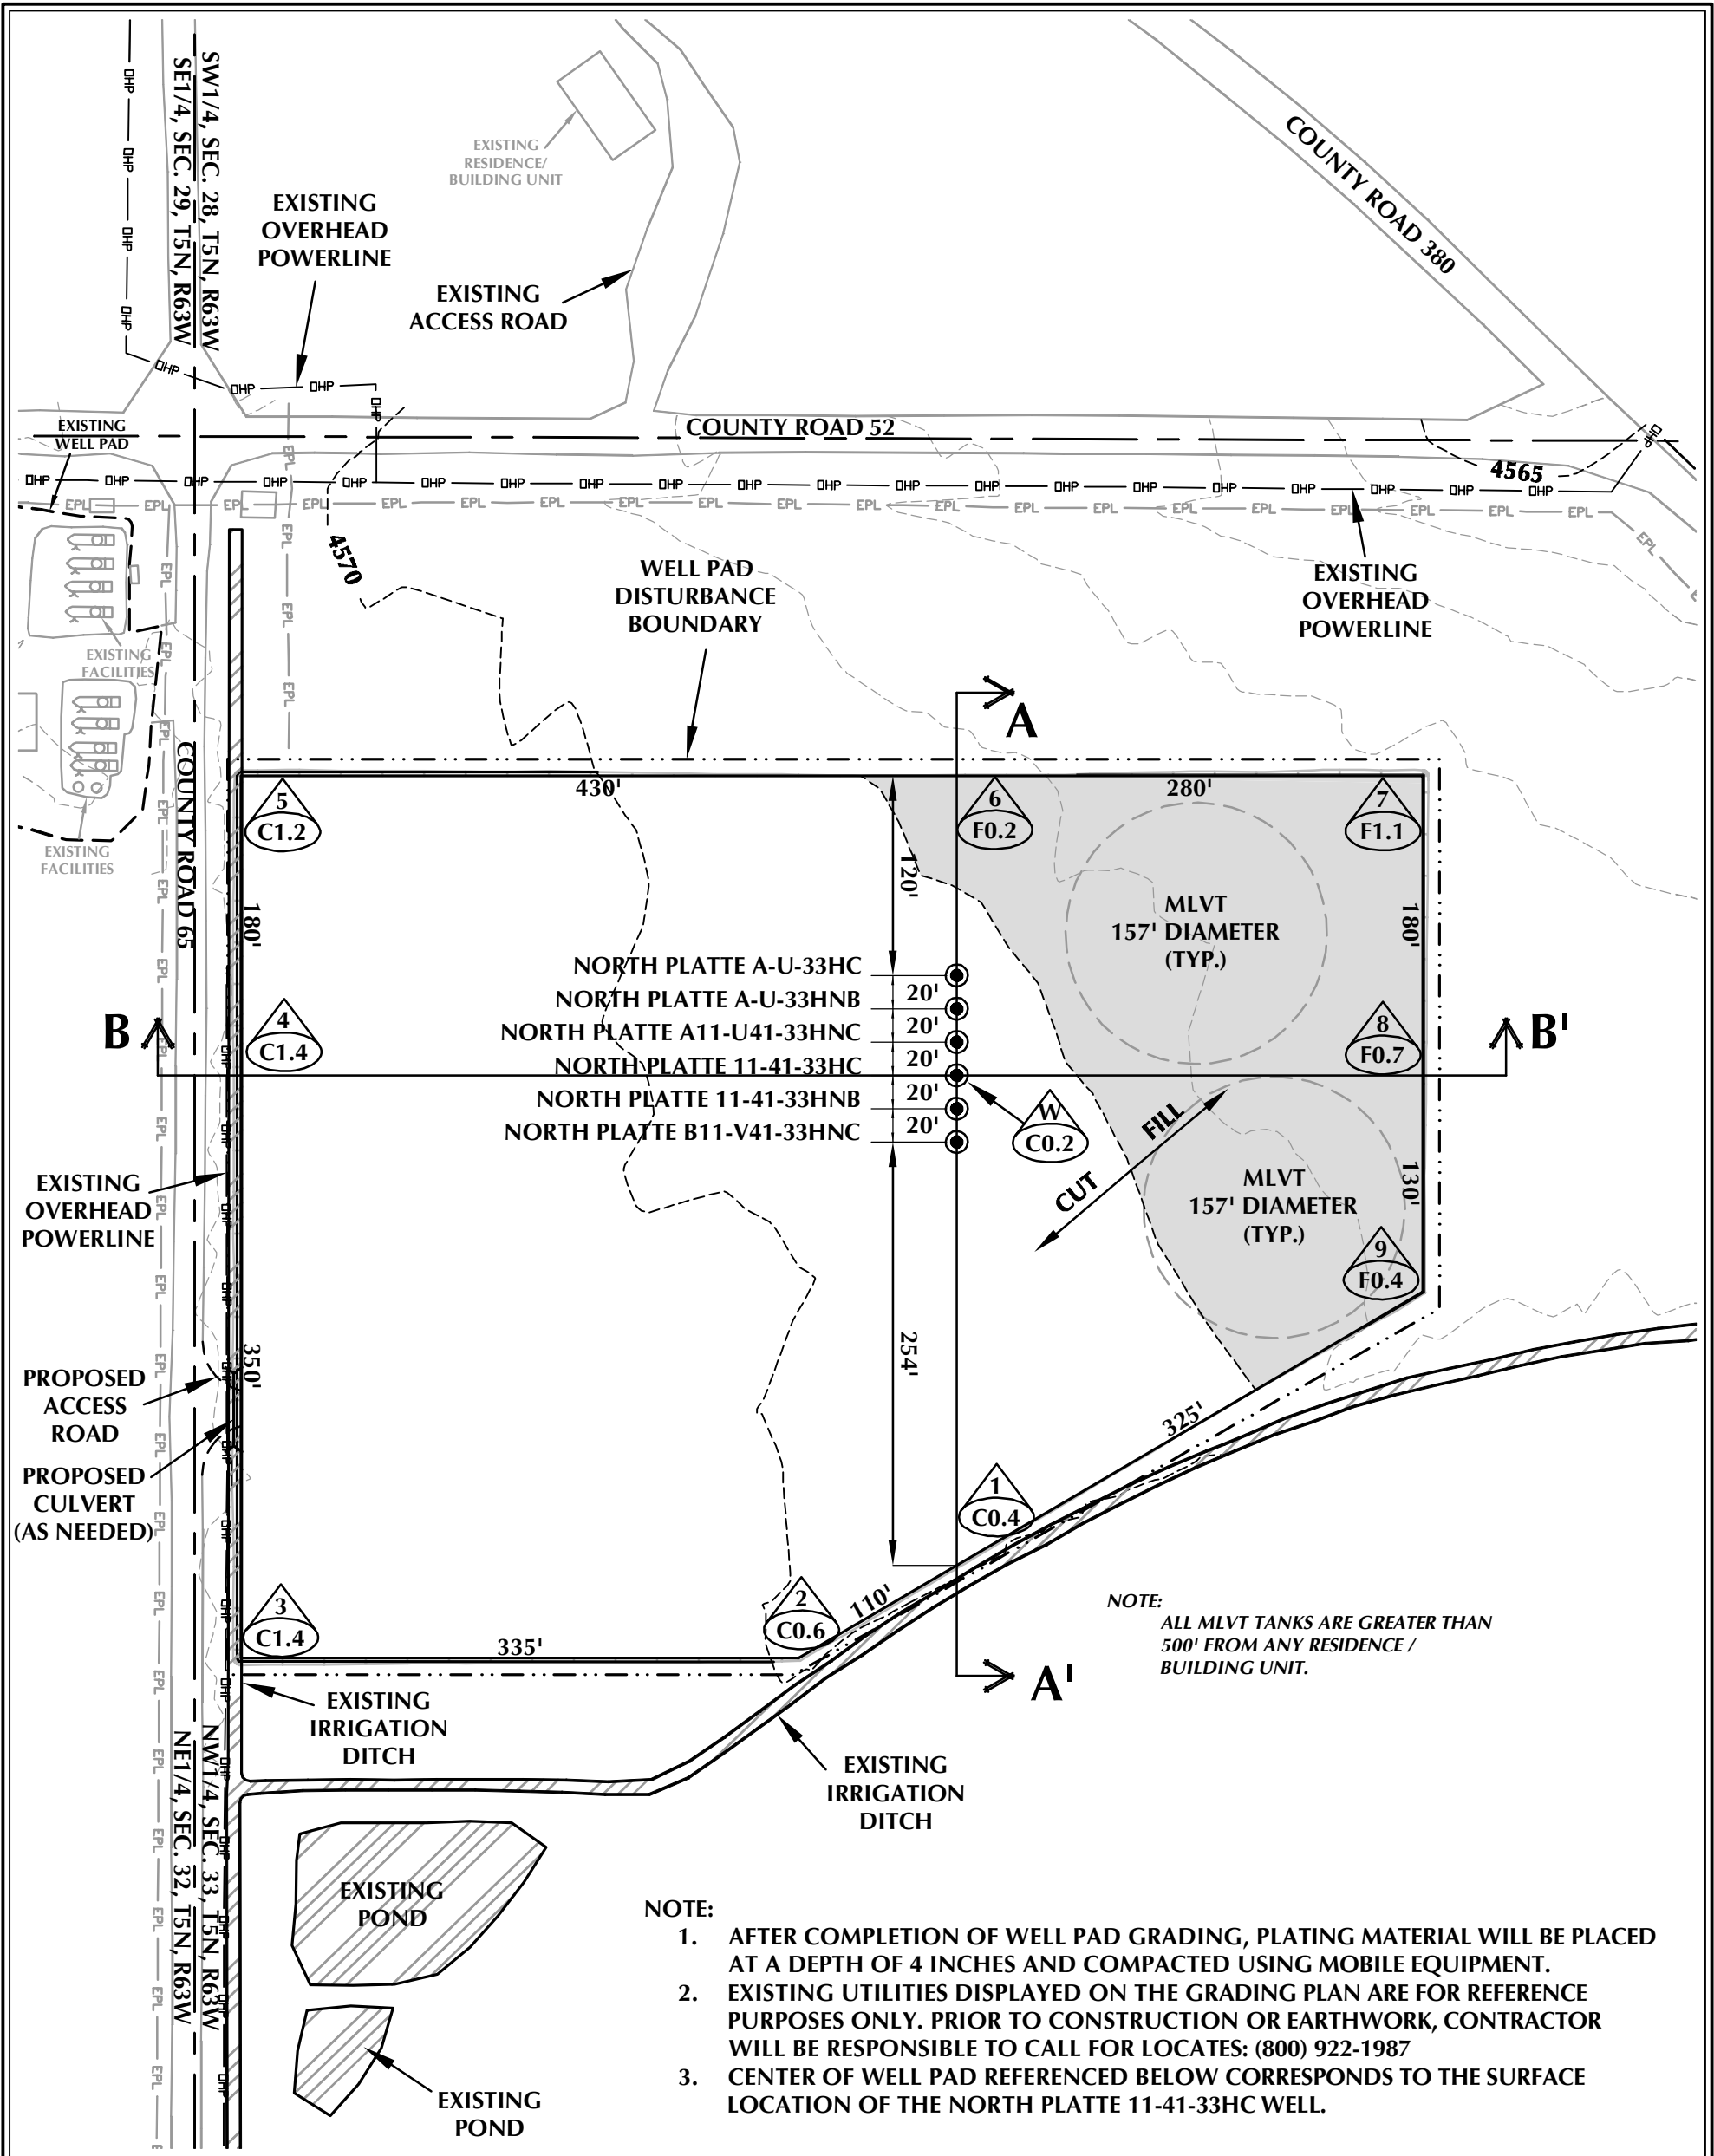 SW1/4, SEC. 28, T5N, R63W
SE1/4, SEC. 29, T5N, R63W
EXISTING
RESIDENCE/
BUILDING UNIT
COUNTY ROAD 380
EXISTING
OVERHEAD
POWERLINE
EXISTING
ACCESS ROAD
EXISTING
WELL PAD
COUNTY ROAD 52
4565
4570
OHP
EPL
WELL PAD
DISTURBANCE
BOUNDARY
EXISTING
OVERHEAD
POWERLINE
EXISTING
FACILITIES
EXISTING
FACILITIES
COUNTY ROAD 65
A
5
C1.2
430'
6
F0.2
280'
7
F1.1
120'
180'
180'
MLVT
157' DIAMETER
(TYP.)
NORTH PLATTE A-U-33HC
NORTH PLATTE A-U-33HNB
NORTH PLATTE A11-U41-33HNC
NORTH PLATTE 11-41-33HC
NORTH PLATTE 11-41-33HNB
NORTH PLATTE B11-V41-33HNC
20'
20'
20'
20'
20'
B
4
C1.4
8
F0.7
B'
W
C0.2
FILL
CUT
MLVT
157' DIAMETER
(TYP.)
130'
9
F0.4
EXISTING
OVERHEAD
POWERLINE
254'
350'
PROPOSED
ACCESS
ROAD
PROPOSED
CULVERT
(AS NEEDED)
325'
1
C0.4
110'
3
C1.4
335'
2
C0.6
NOTE:
ALL MLVT TANKS ARE GREATER THAN
500' FROM ANY RESIDENCE /
BUILDING UNIT.
A'
EXISTING
IRRIGATION
DITCH
EXISTING
IRRIGATION
DITCH
NW1/4, SEC. 33, T5N, R63W
NE1/4, SEC. 32, T5N, R63W
EXISTING
POND
EXISTING
POND
NOTE:
1. AFTER COMPLETION OF WELL PAD GRADING, PLATING MATERIAL WILL BE PLACED
AT A DEPTH OF 4 INCHES AND COMPACTED USING MOBILE EQUIPMENT.
2. EXISTING UTILITIES DISPLAYED ON THE GRADING PLAN ARE FOR REFERENCE
PURPOSES ONLY. PRIOR TO CONSTRUCTION OR EARTHWORK, CONTRACTOR
WILL BE RESPONSIBLE TO CALL FOR LOCATES: (800) 922-1987
3. CENTER OF WELL PAD REFERENCED BELOW CORRESPONDS TO THE SURFACE
LOCATION OF THE NORTH PLATTE 11-41-33HC WELL.